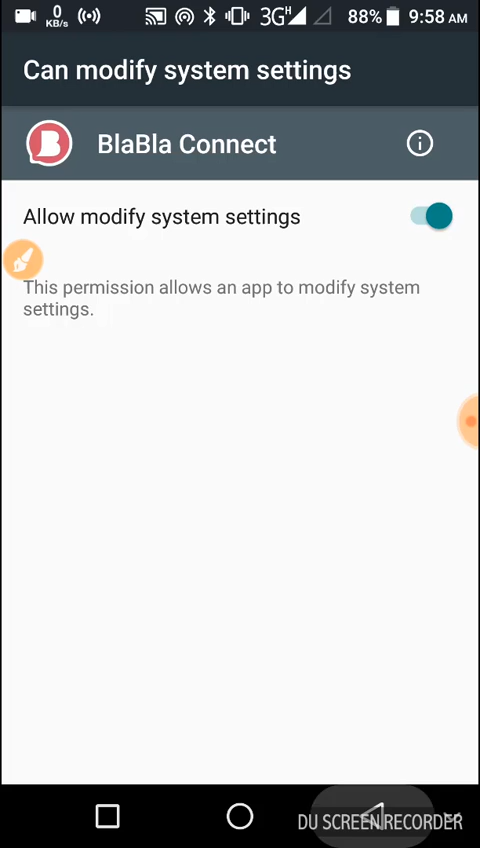 0 KB/s 3G H 88% 9:58 AM
Can modify system settings
B BlaBla Connect
Allow modify system settings
This permission allows an app to modify system
settings.
DU SCREEN RECORDER